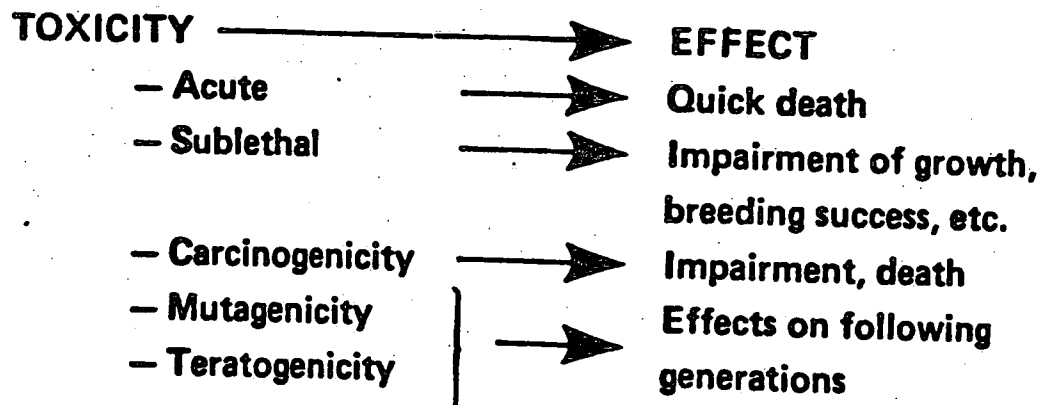 TOXICITY EFFECT
– Acute Quick death
– Sublethal Impairment of growth,
breeding success, etc.
– Carcinogenicity Impairment, death
– Mutagenicity Effects on following
– Teratogenicity generations